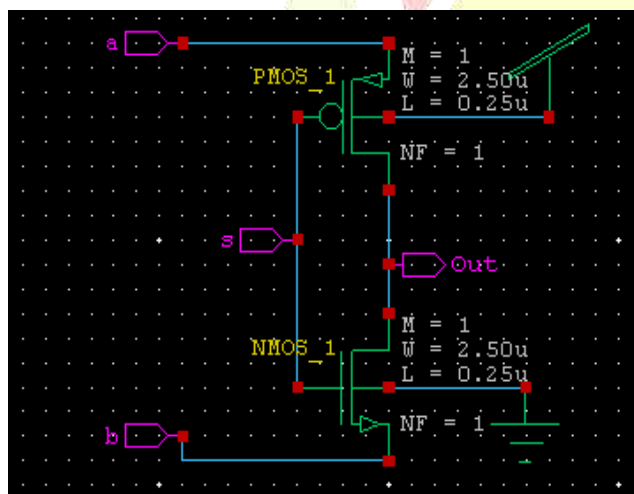 a
M = 1
PMOS_1
W = 2.50u
L = 0.25u
NF = 1
s
Out
M = 1
NMOS_1
W = 2.50u
L = 0.25u
b
NF = 1